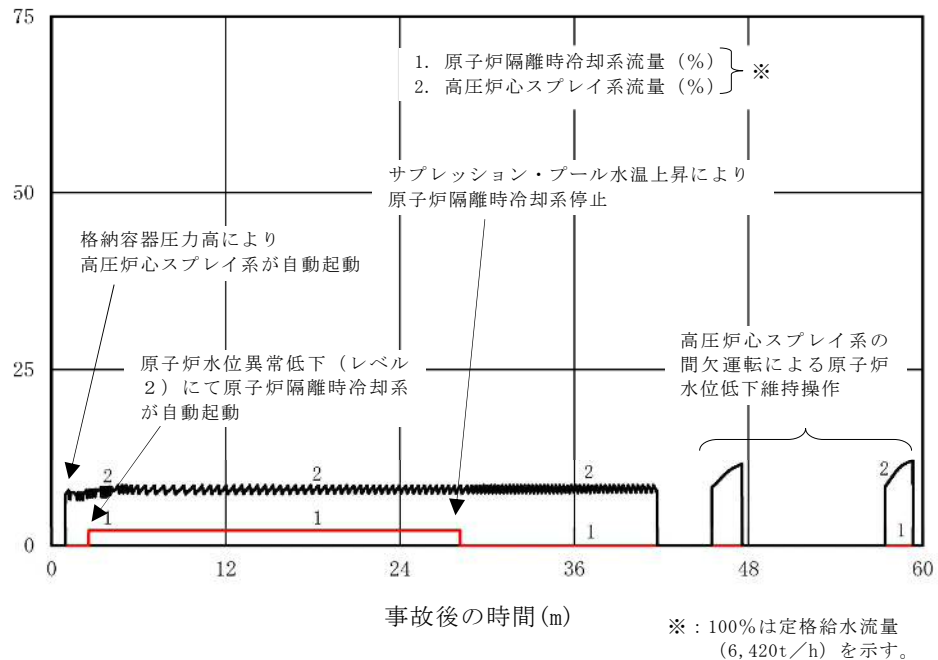 75
50
25
0
1. 原子炉隔離時冷却系流量 (%)
2. 高圧炉心スプレイ系流量 (%)
※
サプレッション・プール水温上昇により
原子炉隔離時冷却系停止
格納容器圧力高により
高圧炉心スプレイ系が自動起動
原子炉水位異常低下（レベル
２）にて原子炉隔離時冷却系
が自動起動
高圧炉心スプレイ系の
間欠運転による原子炉
水位低下維持操作
2 2 2 2
1 1 1 1
0 12 24 36 48 60
事故後の時間(m)
※：100%は定格給水流量
（6,420t／h）を示す。